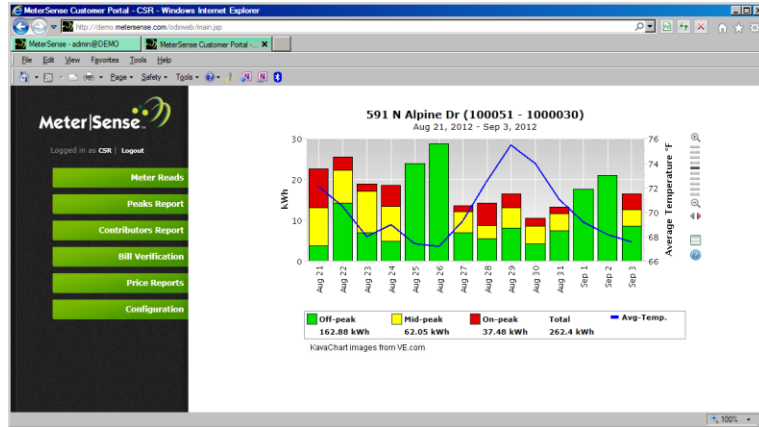 MeterSense Customer Portal - CSR - Windows Internet Explorer
http://demo.metersense.com/odsweb/main.jsp
MeterSense - admin@DEMO
MeterSense Customer Portal -...
File Edit View Favorites Tools Help
Page Safety Tools
Meter|Sense
Logged in as CSR | Logout
Meter Reads
Peaks Report
Contributors Report
Bill Verification
Price Reports
Configuration
591 N Alpine Dr (100051 - 1000030)
Aug 21, 2012 - Sep 3, 2012
kWh
30
20
10
0
76
74
72
70
68
66
Average Temperature °F
Aug 21
Aug 22
Aug 23
Aug 24
Aug 25
Aug 26
Aug 27
Aug 28
Aug 29
Aug 30
Aug 31
Sep 1
Sep 2
Sep 3
Off-peak Mid-peak On-peak Total Avg-Temp.
162.88 kWh 62.05 kWh 37.48 kWh 262.4 kWh
KavaChart images from VE.com
100%